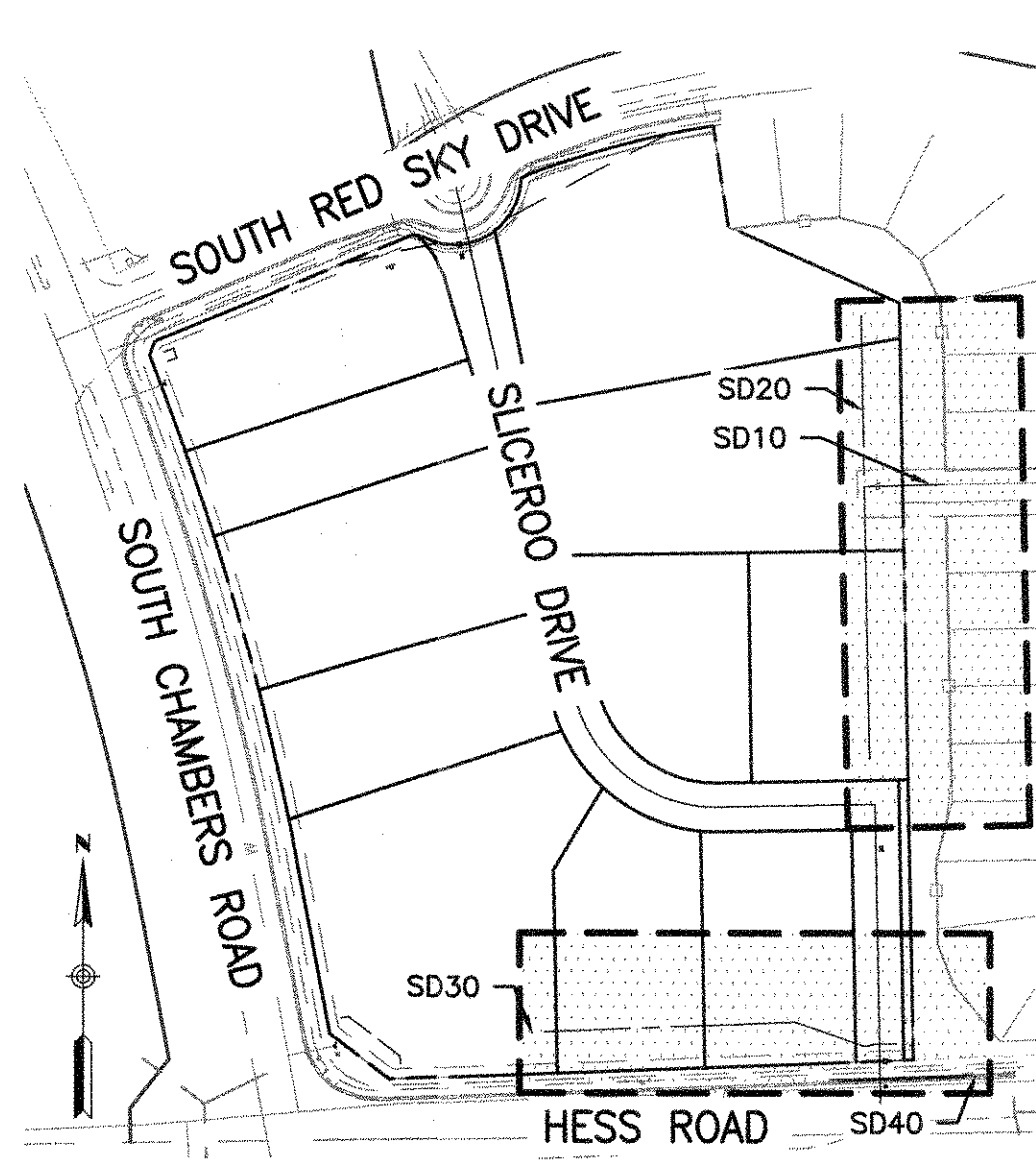 SOUTH RED SKY DRIVE
SD20
SD10
SLICEROO DRIVE
SOUTH CHAMBERS ROAD
N
SD30
HESS ROAD
SD40